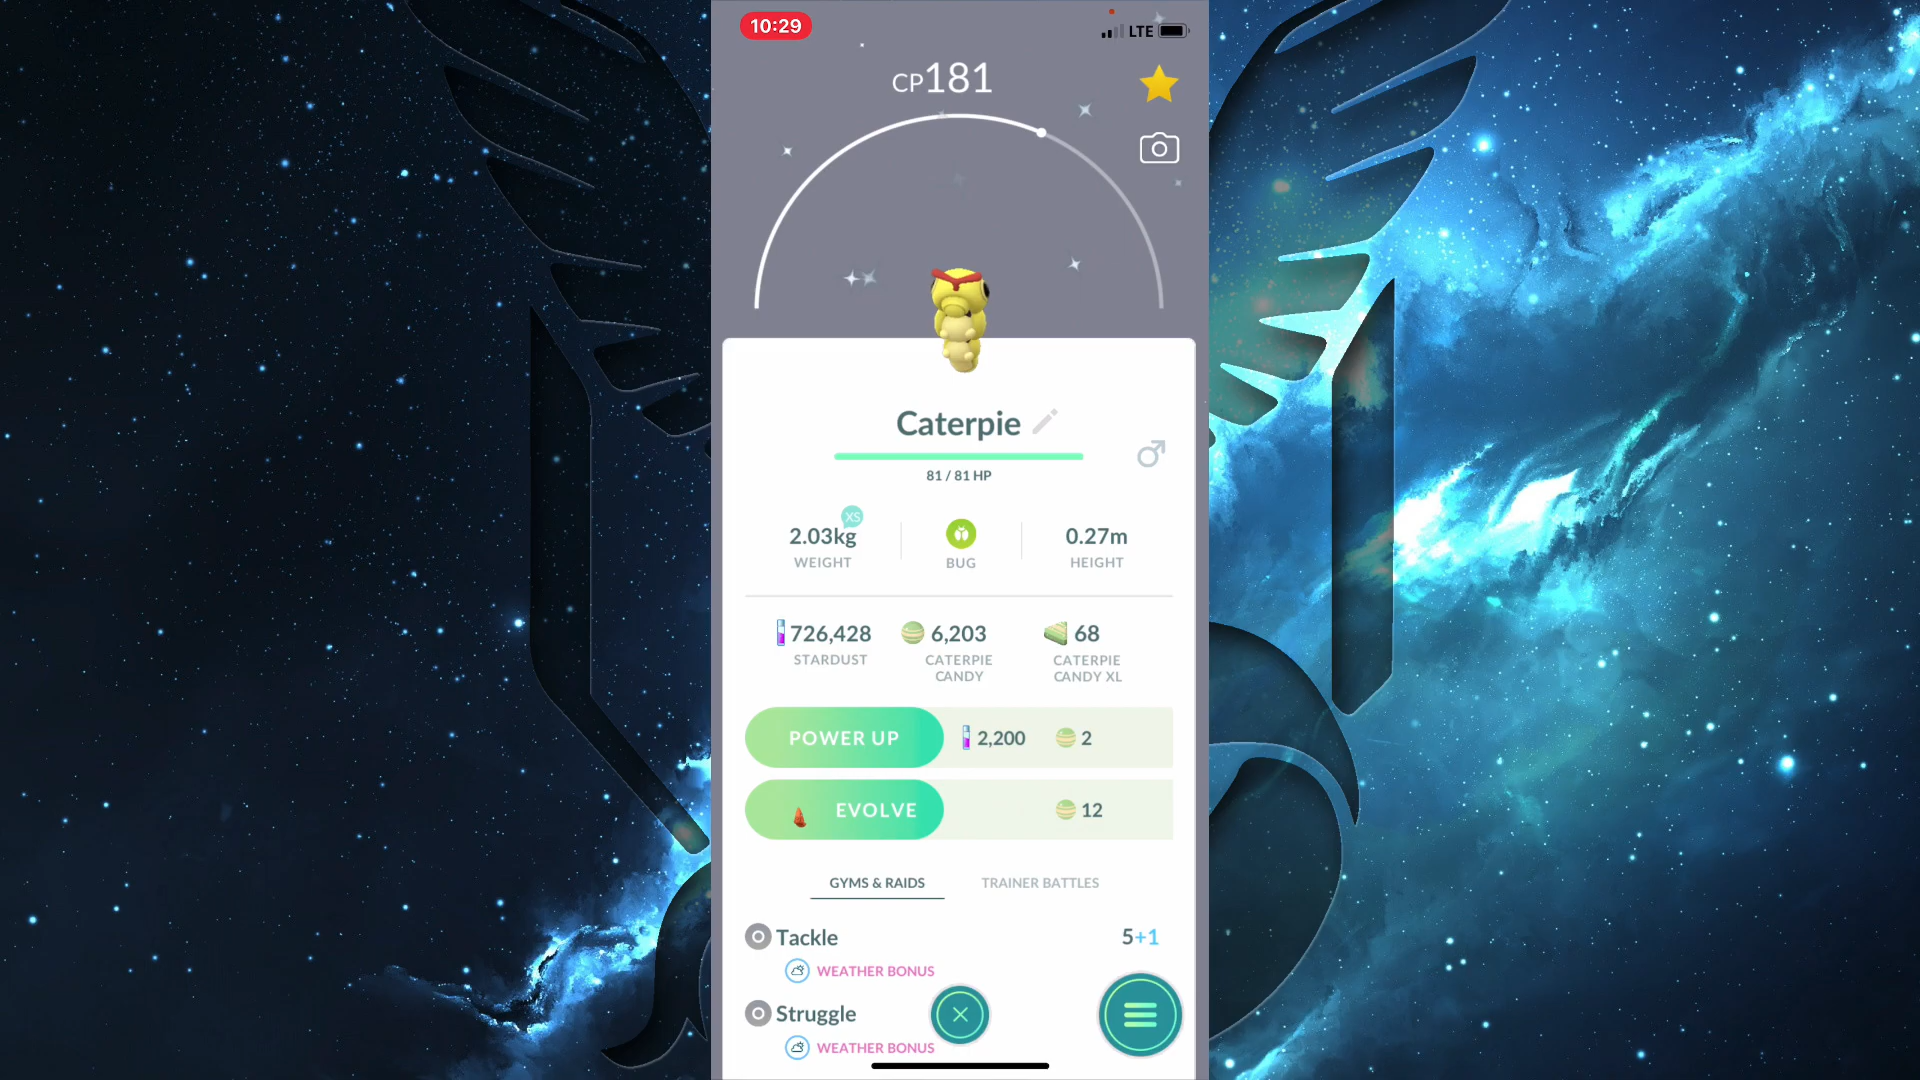 10:29
LTE
CP181
Caterpie
81 / 81 HP
XS
2.03kg
WEIGHT
BUG
0.27m
HEIGHT
726,428
STARDUST
6,203
CATERPIE
CANDY
68
CATERPIE
CANDY XL
POWER UP
2,200
2
EVOLVE
12
GYMS & RAIDS
TRAINER BATTLES
Tackle
5+1
WEATHER BONUS
Struggle
WEATHER BONUS